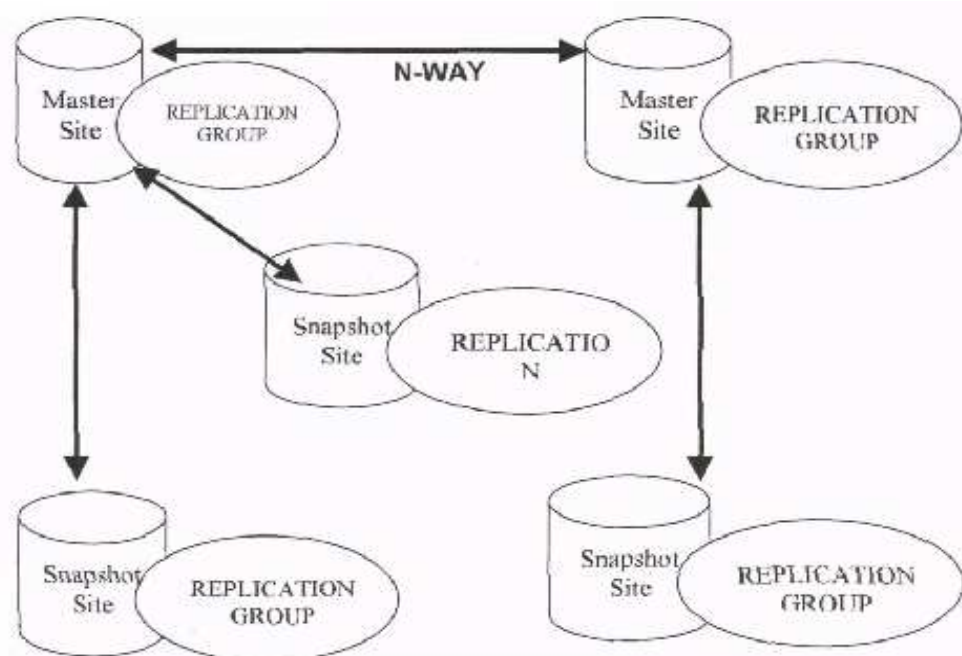 N-WAY
Master
Site
REPLICATION
GROUP
Master
Site
REPLICATION
GROUP
Snapshot
Site
REPLICATIO
N
Snapshot
Site
REPLICATION
GROUP
Snapshot
Site
REPLICATION
GROUP